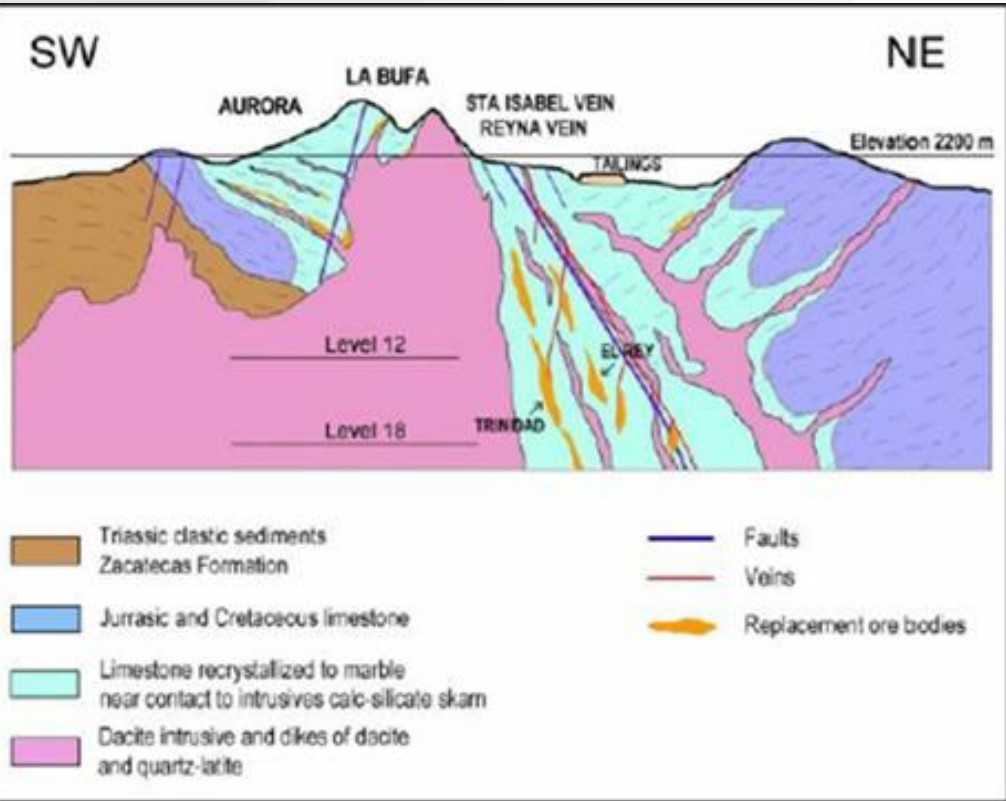 SW
NE
LA BUFA
AURORA
STA ISABEL VEIN
REYNA VEIN
Elevation 2200 m
TAILINGS
Level 12
EL REY
Level 18
TRINIDAD
Triassic clastic sediments
Zacatecas Formation
Jurrasic and Cretaceous limestone
Limestone recrystallized to marble
near contact to intrusives calc-silicate skarn
Dacite intrusive and dikes of dacite
and quartz-latite
Faults
Veins
Replacement ore bodies